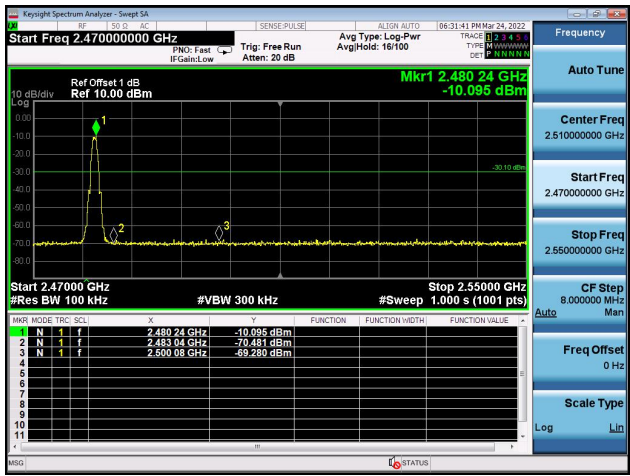 Keysight Spectrum Analyzer - Swept SA
RF 50 Ω AC SENSE:PULSE ALIGN AUTO 06:31:41 PM Mar 24, 2022
Start Freq 2.470000000 GHz
PNO: Fast
IFGain:Low
Trig: Free Run
Atten: 20 dB
Avg Type: Log-Pwr
Avg|Hold: 16/100
TRACE 1 2 3 4 5 6
TYPE M W W W W W
DET P N N N N N
Frequency
Auto Tune
Center Freq
2.510000000 GHz
Start Freq
2.470000000 GHz
Stop Freq
2.550000000 GHz
CF Step
8.000000 MHz
Auto Man
Freq Offset
0 Hz
Scale Type
Log Lin
Mkr1 2.480 24 GHz
-10.095 dBm
Ref Offset 1 dB
10 dB/div Ref 10.00 dBm
Log
0.00
-10.0
-20.0
-30.0
-40.0
-50.0
-60.0
-70.0
-80.0
1
2
3
-30.10 dBm
Start 2.47000 GHz Stop 2.55000 GHz
#Res BW 100 kHz #VBW 300 kHz #Sweep 1.000 s (1001 pts)
MKR MODE TRC SCL X Y FUNCTION FUNCTION WIDTH FUNCTION VALUE
1 N 1 f 2.480 24 GHz -10.095 dBm
2 N 1 f 2.483 04 GHz -70.481 dBm
3 N 1 f 2.500 08 GHz -69.280 dBm
4
5
6
7
8
9
10
11
MSG STATUS